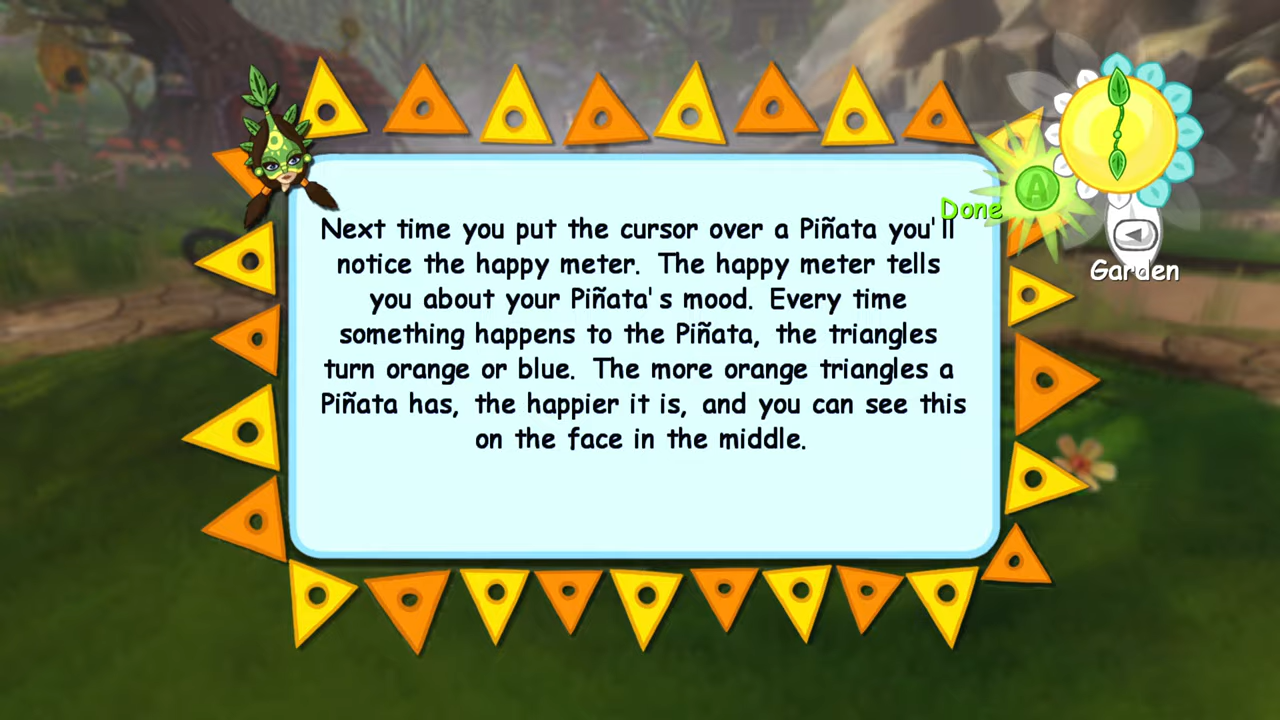 Next time you put the cursor over a Piñata you'll
notice the happy meter. The happy meter tells
you about your Piñata's mood. Every time
something happens to the Piñata, the triangles
turn orange or blue. The more orange triangles a
Piñata has, the happier it is, and you can see this
on the face in the middle.
A
Done
Garden